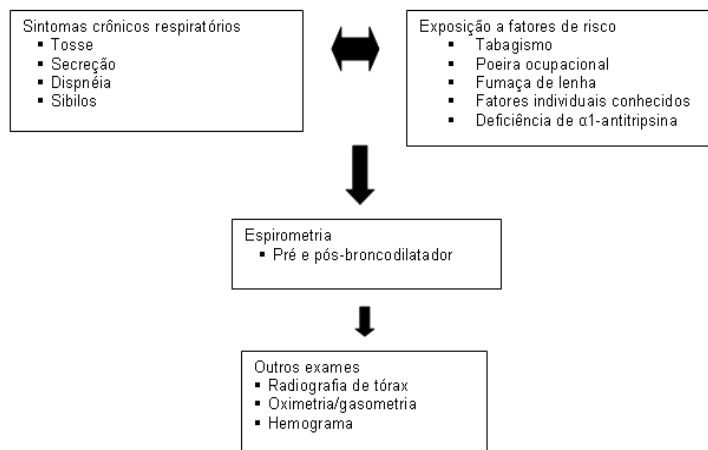 Sintomas crônicos respiratórios
▪ Tosse
▪ Secreção
▪ Dispnéia
▪ Sibilos
Exposição a fatores de risco
▪ Tabagismo
▪ Poeira ocupacional
▪ Fumaça de lenha
▪ Fatores individuais conhecidos
▪ Deficiência de α1-antitripsina
Espirometria
▪ Pré e pós-broncodilatador
Outros exames
▪ Radiografia de tórax
▪ Oximetria/gasometria
▪ Hemograma